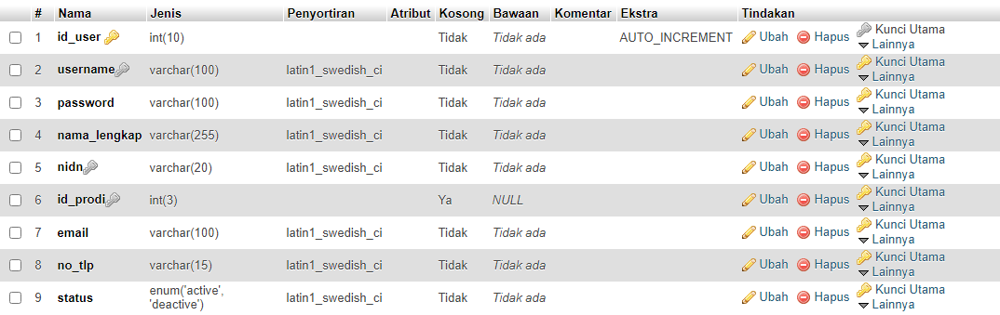 # Nama Jenis Penyortiran Atribut Kosong Bawaan Komentar Ekstra Tindakan
1 id_user int(10) Tidak Tidak ada AUTO_INCREMENT Ubah Hapus Kunci Utama
Lainnya
2 username varchar(100) latin1_swedish_ci Tidak Tidak ada Ubah Hapus Kunci Utama
Lainnya
3 password varchar(100) latin1_swedish_ci Tidak Tidak ada Ubah Hapus Kunci Utama
Lainnya
4 nama_lengkap varchar(255) latin1_swedish_ci Tidak Tidak ada Ubah Hapus Kunci Utama
Lainnya
5 nidn varchar(20) latin1_swedish_ci Tidak Tidak ada Ubah Hapus Kunci Utama
Lainnya
6 id_prodi int(3) Ya NULL Ubah Hapus Kunci Utama
Lainnya
7 email varchar(100) latin1_swedish_ci Tidak Tidak ada Ubah Hapus Kunci Utama
Lainnya
8 no_tlp varchar(15) latin1_swedish_ci Tidak Tidak ada Ubah Hapus Kunci Utama
Lainnya
9 status enum('active', latin1_swedish_ci Tidak Tidak ada Ubah Hapus Kunci Utama
'deactive') Lainnya